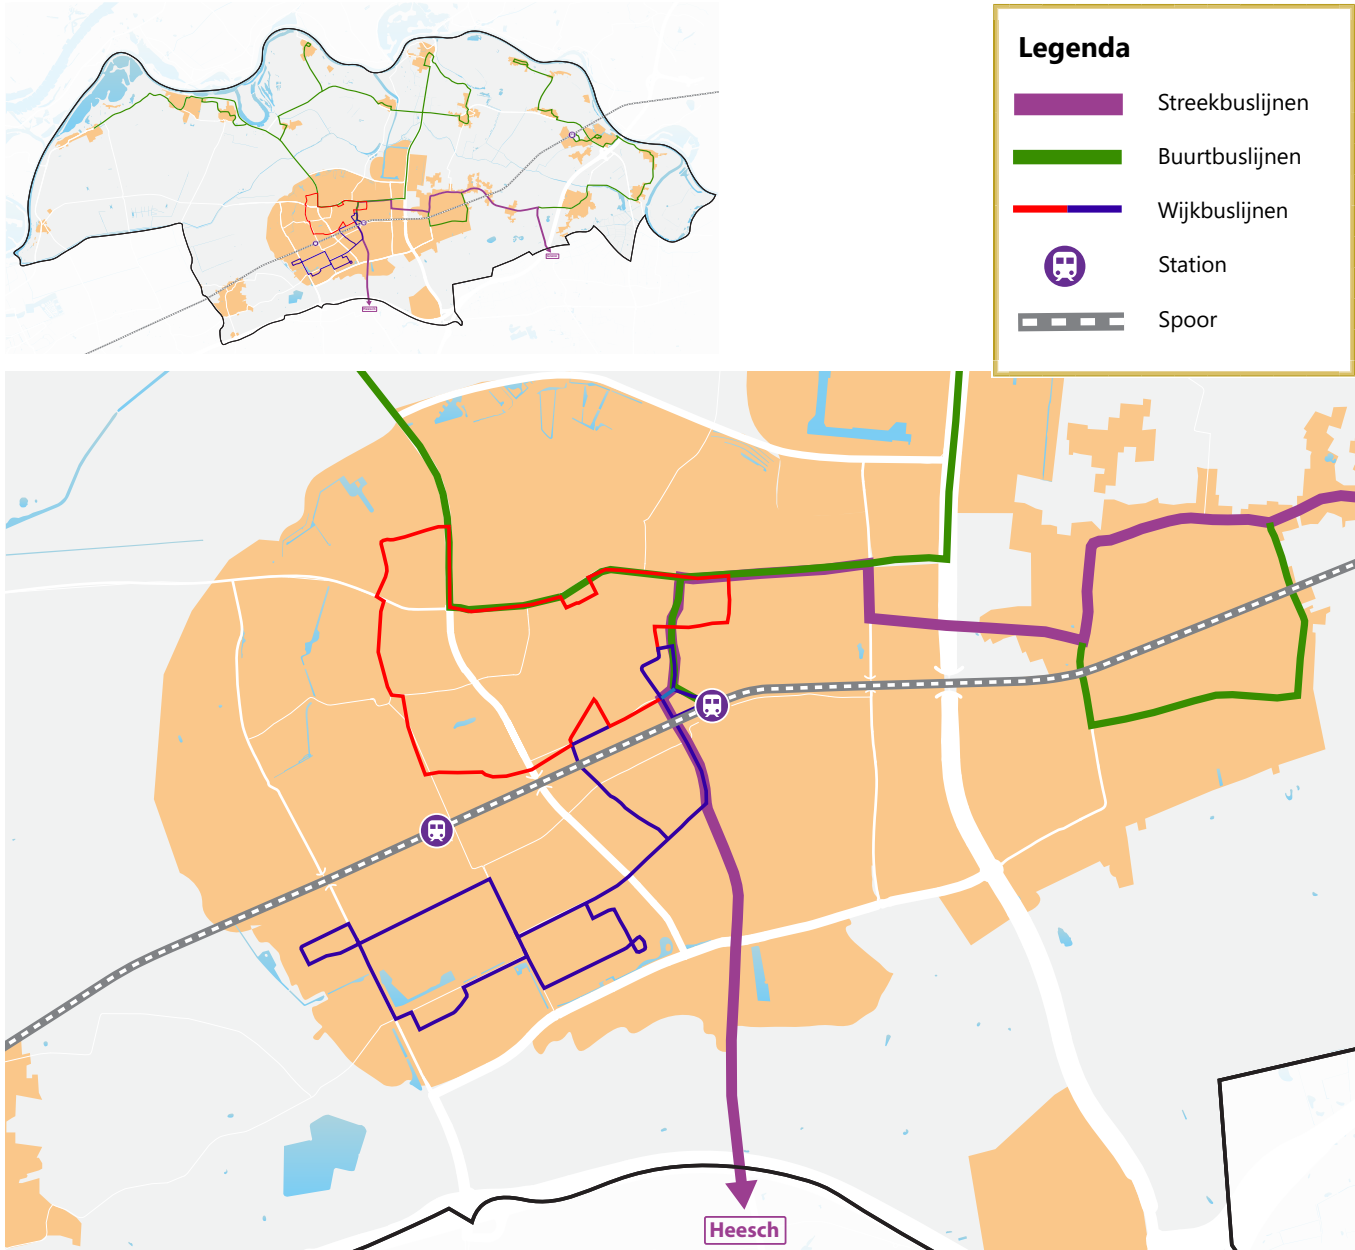 Legenda
Streekbuslijnen
Buurtbuslijnen
Wijkbuslijnen
Station
Spoor
Heesch